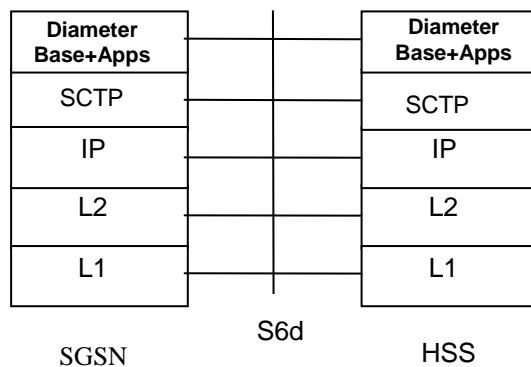 Diameter
Base+Apps
SCTP
IP
L2
L1
SGSN
S6d
Diameter
Base+Apps
SCTP
IP
L2
L1
HSS